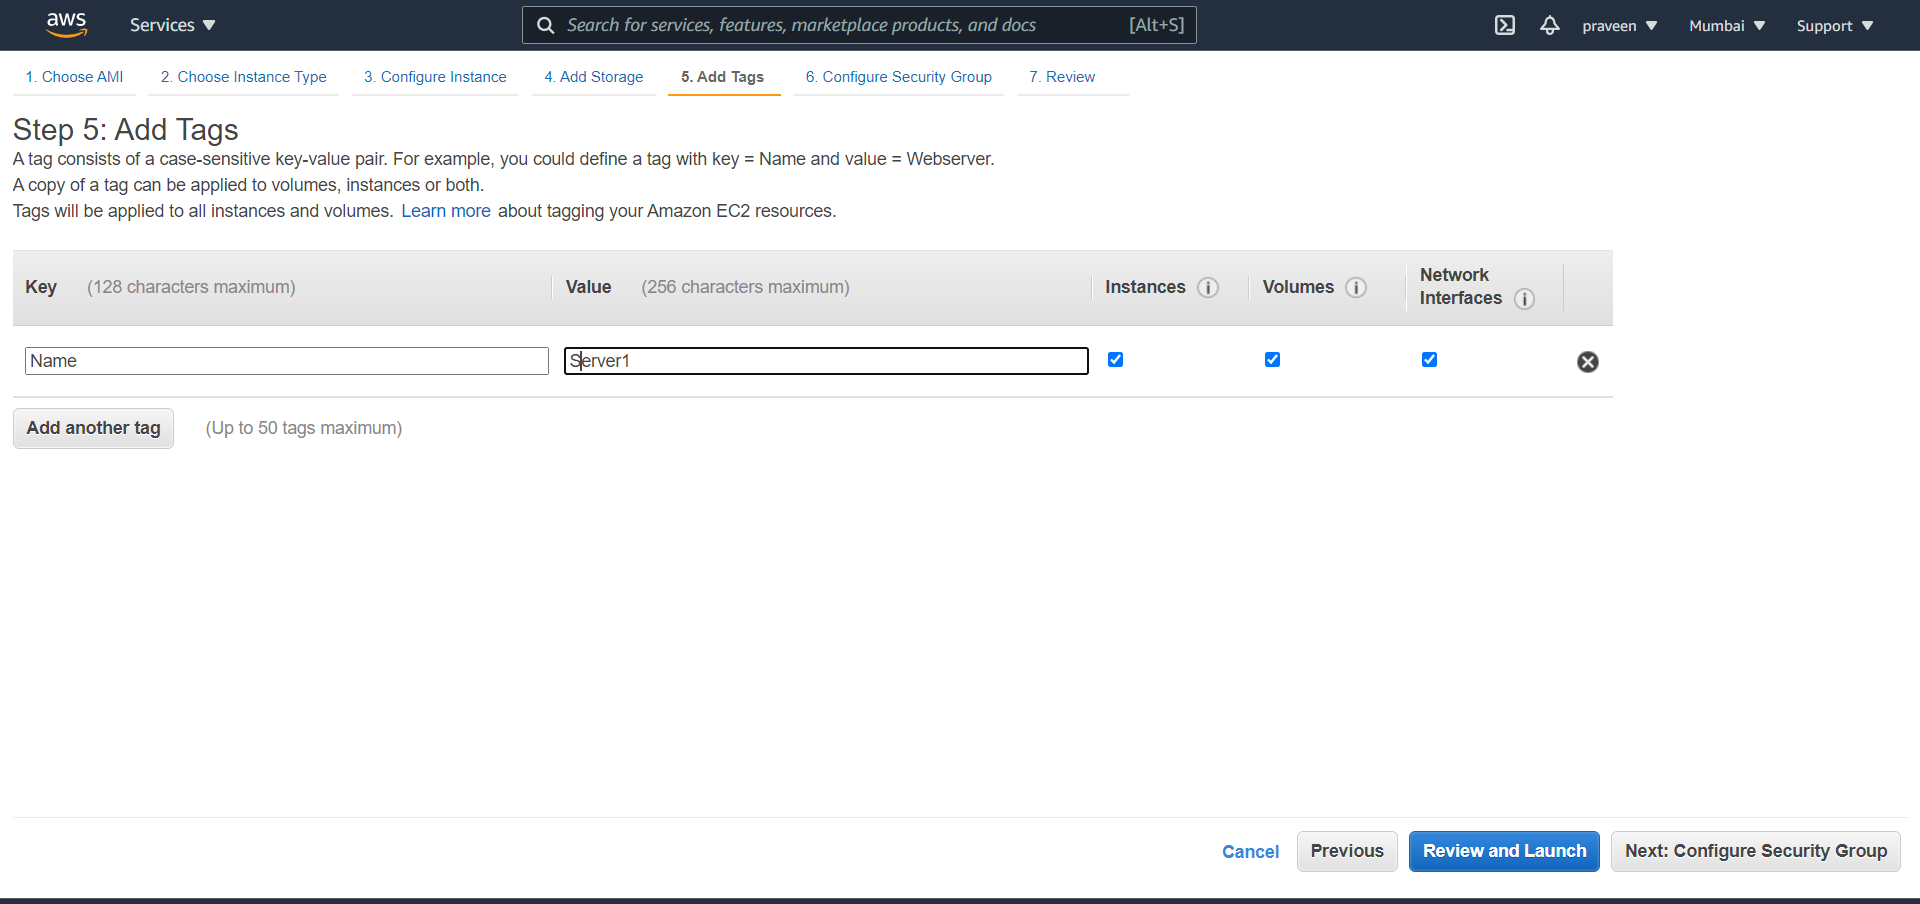 aws Services Search for services, features, marketplace products, and docs [Alt+S] praveen Mumbai Support
1. Choose AMI 2. Choose Instance Type 3. Configure Instance 4. Add Storage 5. Add Tags 6. Configure Security Group 7. Review
Step 5: Add Tags
A tag consists of a case-sensitive key-value pair. For example, you could define a tag with key = Name and value = Webserver.
A copy of a tag can be applied to volumes, instances or both.
Tags will be applied to all instances and volumes. Learn more about tagging your Amazon EC2 resources.
Key (128 characters maximum) Value (256 characters maximum) Instances Volumes Network Interfaces
Name Server1
Add another tag (Up to 50 tags maximum)
Cancel Previous Review and Launch Next: Configure Security Group